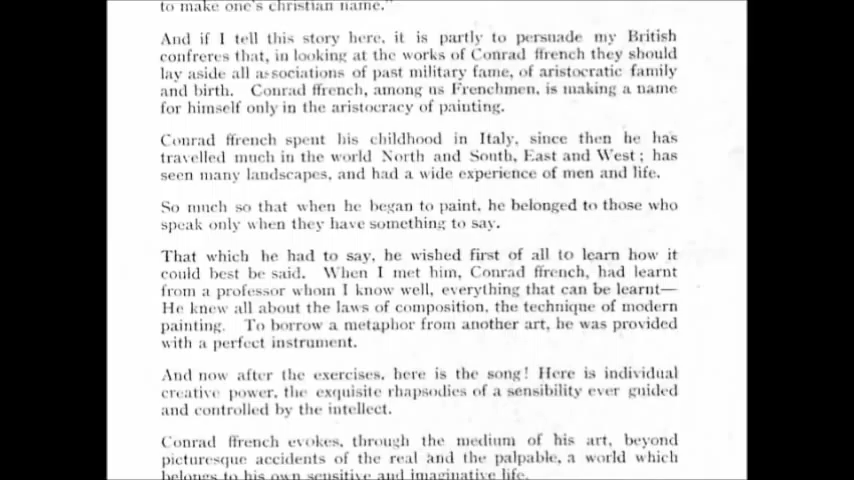 to make one's christian name."
And if I tell this story here, it is partly to persuade my British
confreres that, in looking at the works of Conrad ffrench they should
lay aside all associations of past military fame, of aristocratic family
and birth. Conrad ffrench, among us Frenchmen, is making a name
for himself only in the aristocracy of painting.
Conrad ffrench spent his childhood in Italy, since then he has
travelled much in the world North and South, East and West; has
seen many landscapes, and had a wide experience of men and life.
So much so that when he began to paint, he belonged to those who
speak only when they have something to say.
That which he had to say, he wished first of all to learn how it
could best be said. When I met him, Conrad ffrench, had learnt
from a professor whom I know well, everything that can be learnt—
He knew all about the laws of composition, the technique of modern
painting. To borrow a metaphor from another art, he was provided
with a perfect instrument.
And now after the exercises, here is the song! Here is individual
creative power, the exquisite rhapsodies of a sensibility ever guided
and controlled by the intellect.
Conrad ffrench evokes, through the medium of his art, beyond
picturesque accidents of the real and the palpable, a world which
belongs to his own sensitive and imaginative life.